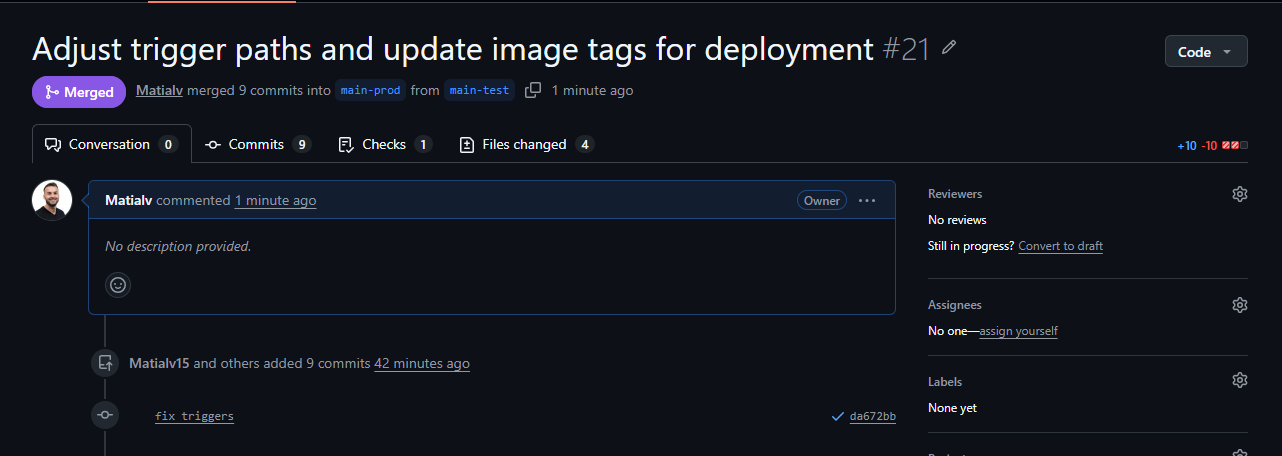 Adjust trigger paths and update image tags for deployment #21
Code
Merged
Matialv merged 9 commits into main-prod from main-test 1 minute ago
Conversation 0 Commits 9 Checks 1 Files changed 4
+10 -10
Matialv commented 1 minute ago
Owner
No description provided.
Matialv15 and others added 9 commits 42 minutes ago
fix triggers
da672bb
Reviewers
No reviews
Still in progress? Convert to draft
Assignees
No one—assign yourself
Labels
None yet